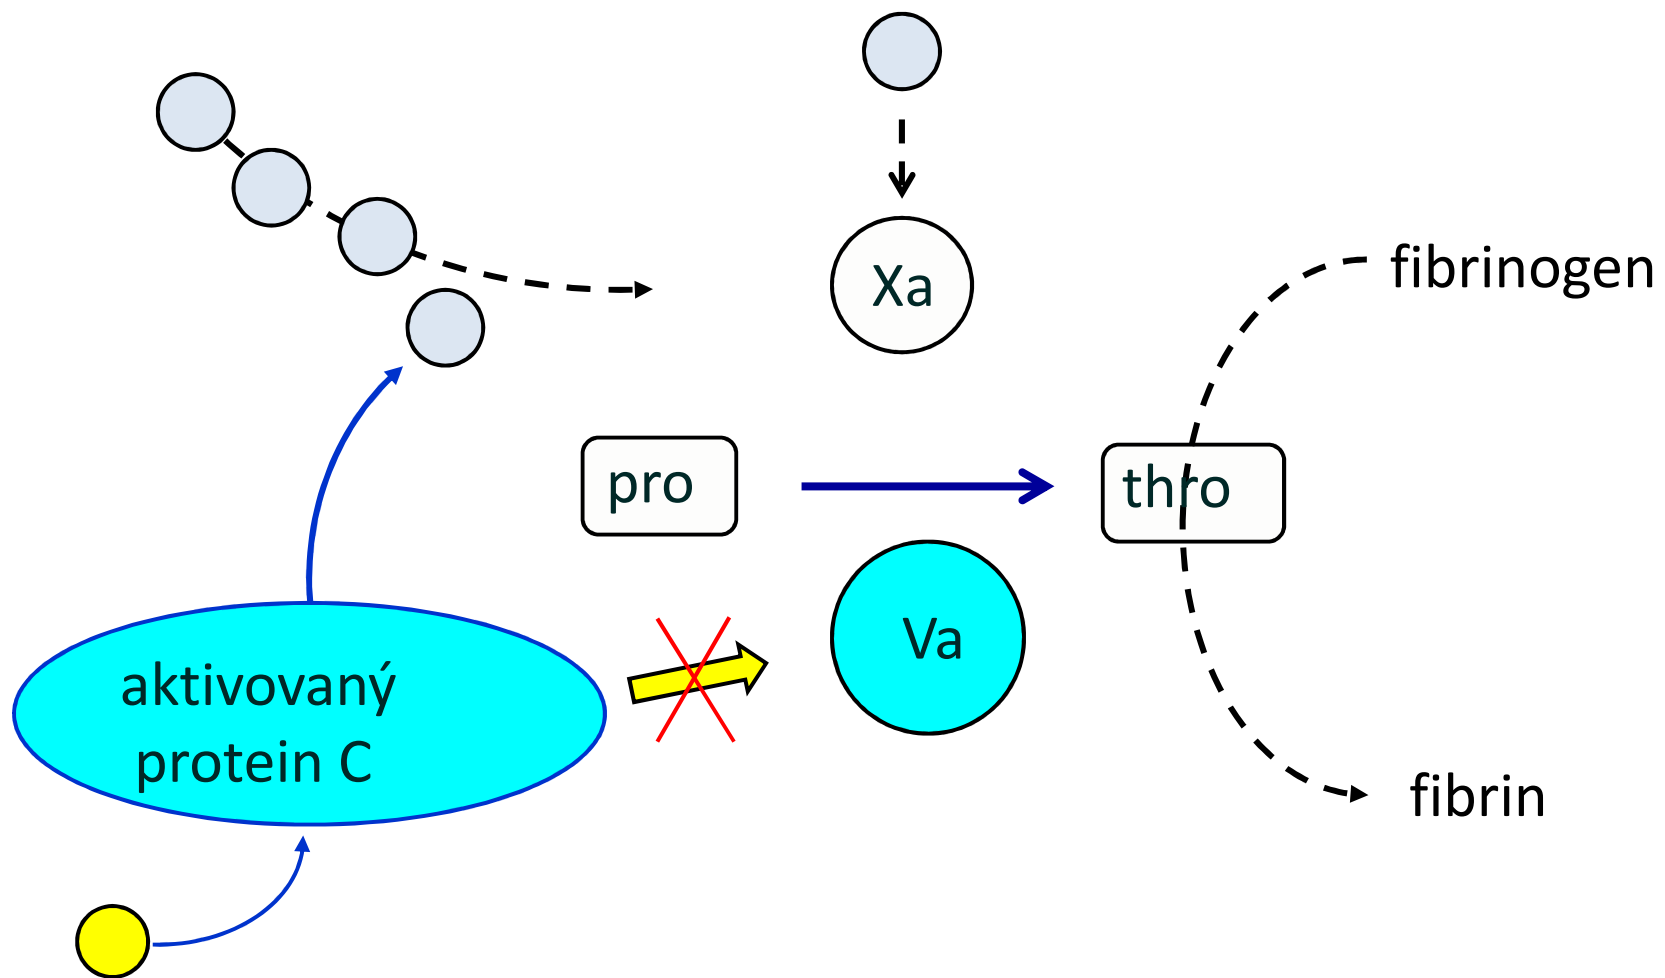 Xa
fibrinogen
pro
thro
Va
aktivovaný
protein C
fibrin